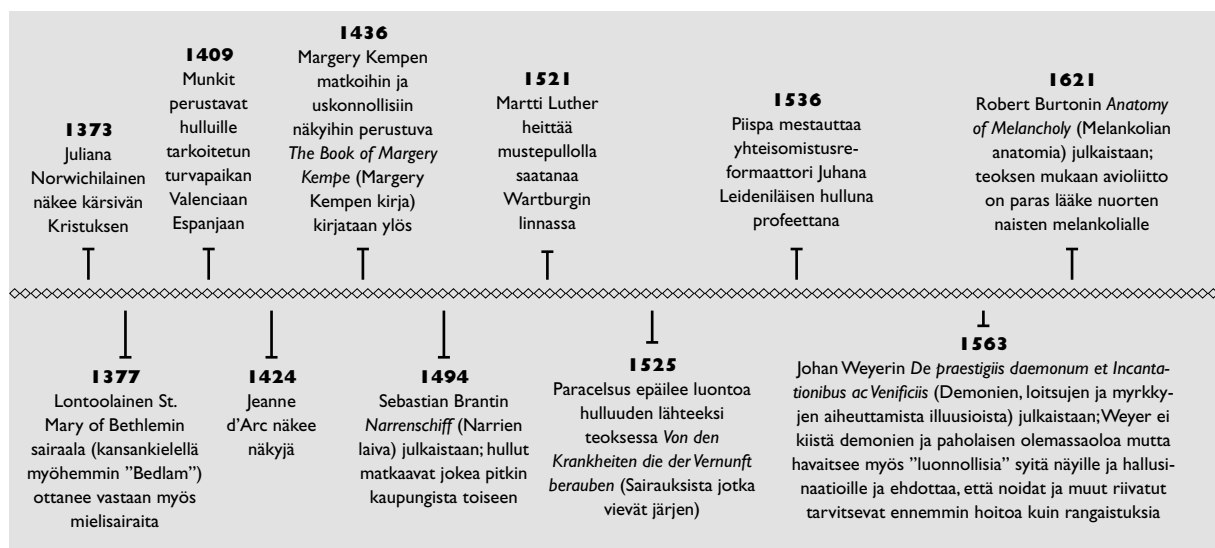 1373
Juliana
Norwichilainen
näkee kärsivän
Kristuksen
1409
Munkit
perustavat
hulluille
tarkoitetun
turvapaikan
Valenciaan
Espanjaan
1436
Margery Kempen
matkoihin ja
uskonnollisiin
näkyihin perustuva
The Book of Margery
Kempe (Margery
Kempen kirja)
kirjataan ylös
1521
Martti Luther
heittää
mustepullolla
saatanaa
Wartburgin
linnassa
1536
Piispa mestauttaa
yhteisomistusre-
formaattori Juhana
Leideniläisen hulluna
profeettana
1621
Robert Burtonin Anatomy
of Melancholy (Melankolian
anatomia) julkaistaan;
teoksen mukaan avioliitto
on paras lääke nuorten
naisten melankolialle
1377
Lontoolainen St.
Mary of Bethlemin
sairaala (kansankielellä
myöhemmin ”Bedlam”)
ottanee vastaan myös
mielisairaita
1424
Jeanne
d’Arc näkee
näkyjä
1494
Sebastian Brantin
Narrenschiff (Narrien
laiva) julkaistaan; hullut
matkaavat jokea pitkin
kaupungista toiseen
1525
Paracelsus epäilee luontoa
hulluuden lähteeksi
teoksessa Von den
Krankheiten die der Vernunft
berauben (Sairauksista jotka
vievät järjen)
1563
Johan Weyerin De praestigiis daemonum et Incanta-
tionibus ac Venificiis (Demonien, loitsujen ja myrkky-
jen aiheuttamista illuusioista) julkaistaan; Weyer ei
kiistä demonien ja paholaisen olemassaoloa mutta
havaitsee myös ”luonnollisia” syitä näyille ja hallusi-
naatioille ja ehdottaa, että noidat ja muut riivatut
tarvitsevat ennemmin hoitoa kuin rangaistuksia